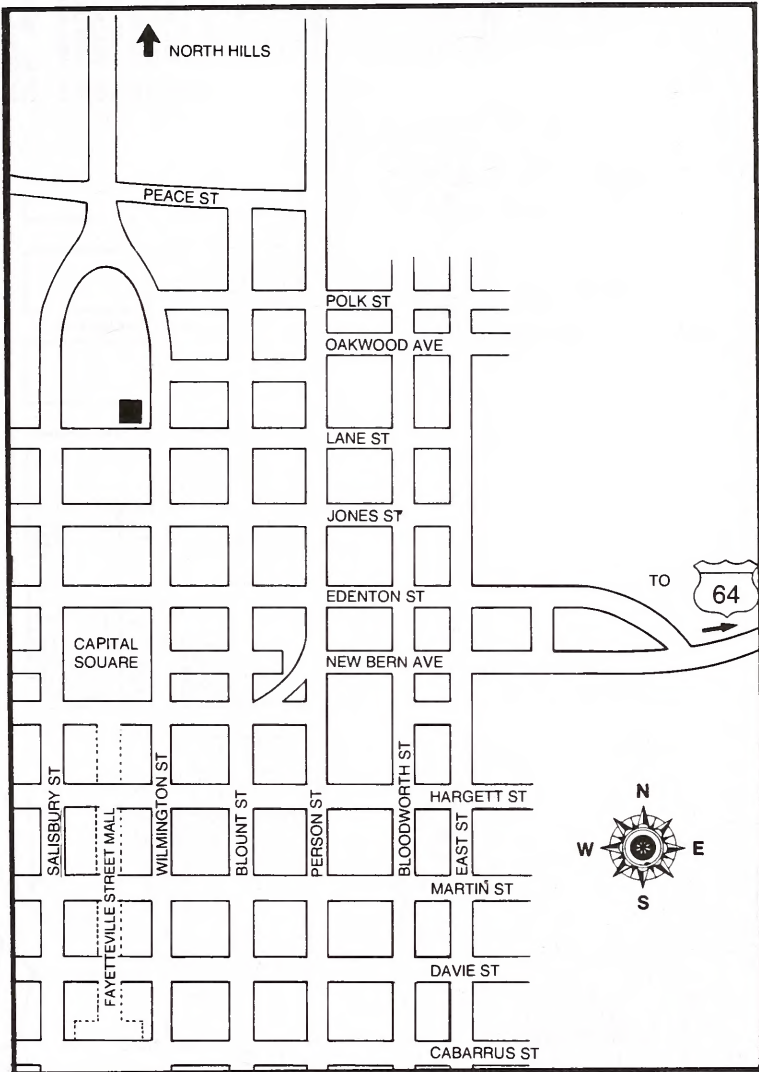 NORTH HILLS
PEACE ST
POLK ST
OAKWOOD AVE
LANE ST
JONES ST
TO
64
EDENTON ST
CAPITAL
SOUARE
NEW BERN AVE
SALISBURY ST
FAYETTEVILLE STREET MALL
WILMINGTON ST
BLOUNT ST
PERSON ST
BLOODWORTH ST
EAST ST
HARGETT ST
N
W
E
S
MARTIN ST
DAVIE ST
CABARRUS ST